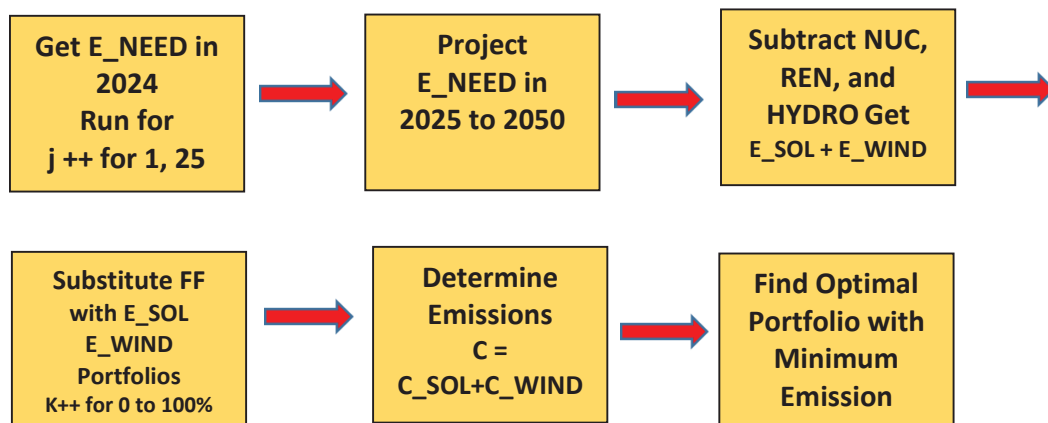 Get E_NEED in
2024
Run for
j ++ for 1, 25
Project
E_NEED in
2025 to 2050
Subtract NUC,
REN, and
HYDRO Get
E_SOL + E_WIND
Substitute FF
with E_SOL
E_WIND
Portfolios
K++ for 0 to 100%
Determine
Emissions
C =
C_SOL+C_WIND
Find Optimal
Portfolio with
Minimum
Emission